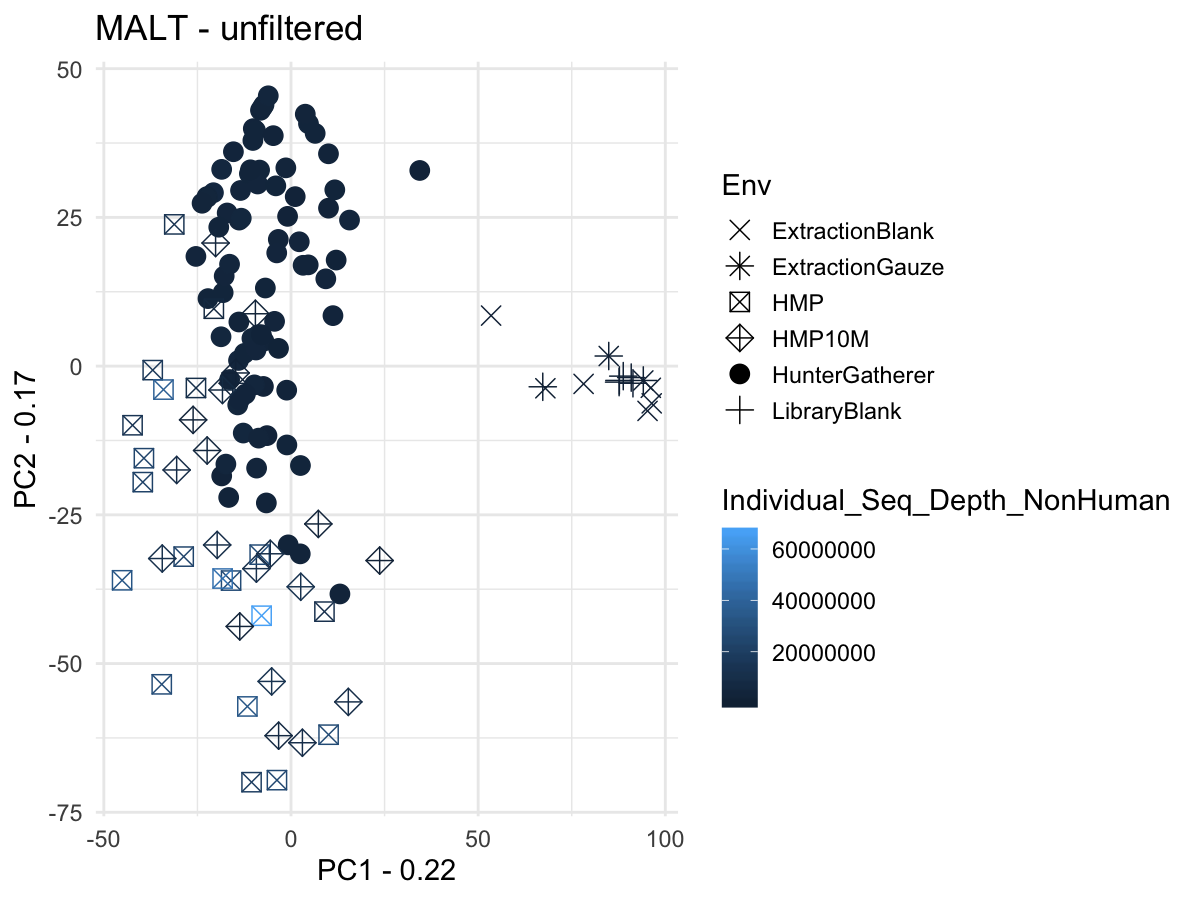 MALT - unfiltered
50
25
0
-25
-50
-75
PC2 - 0.17
-50
0
50
100
PC1 - 0.22
Env
ExtractionBlank
ExtractionGauze
HMP
HMP10M
HunterGatherer
LibraryBlank
Individual_Seq_Depth_NonHuman
60000000
40000000
20000000